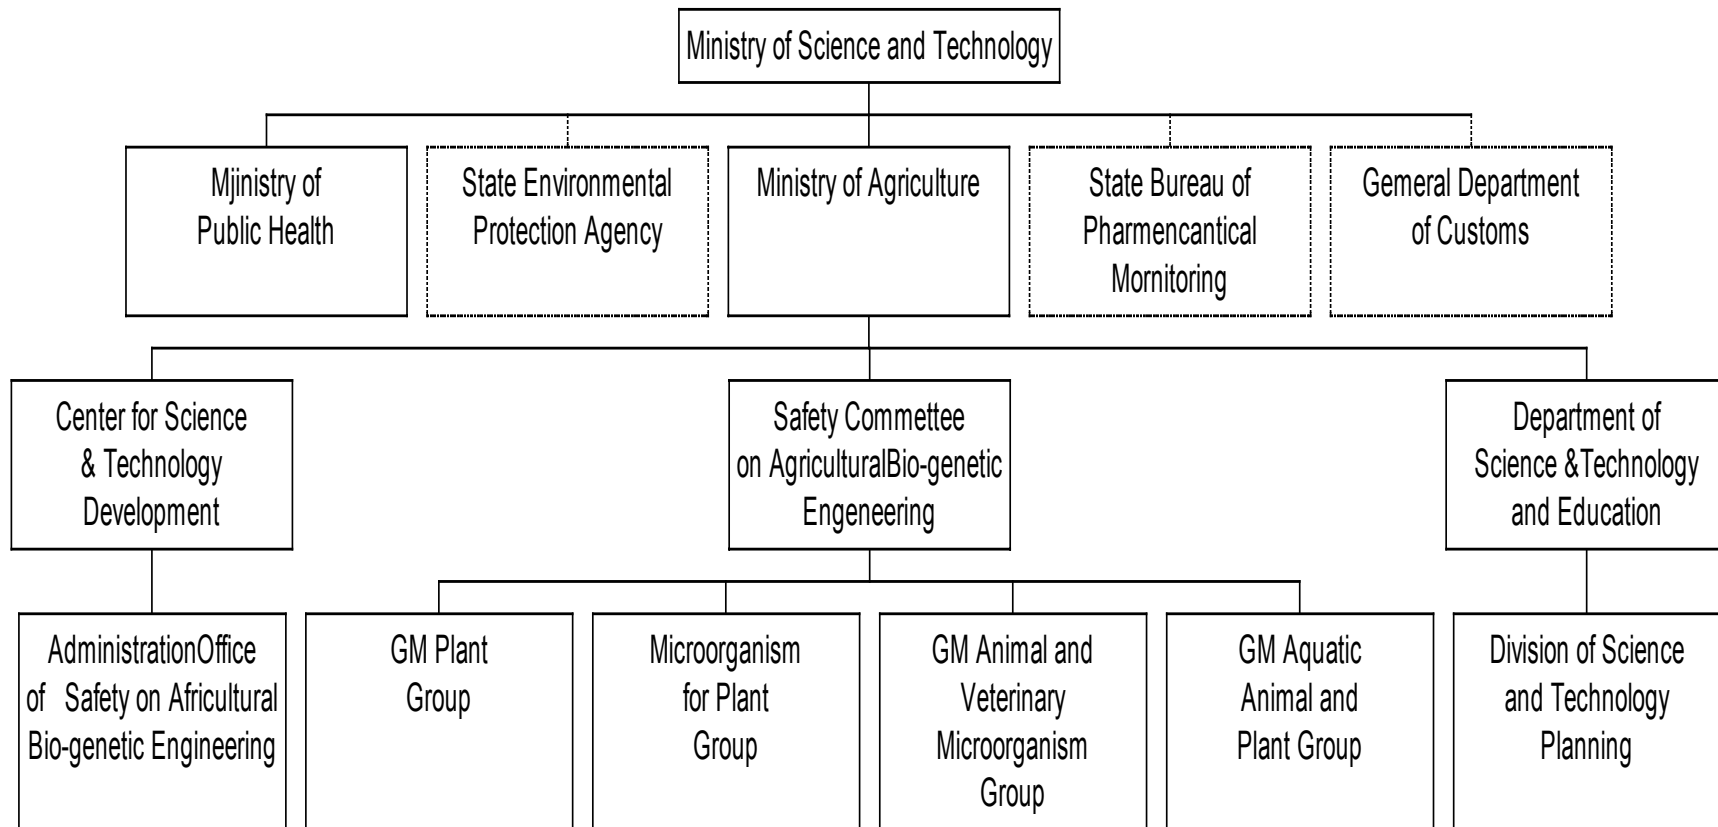 Ministry of Science and Technology
Mjinistry of
Public Health
State Environmental
Protection Agency
Ministry of Agriculture
State Bureau of
Pharmencantical
Mornitoring
Gemeral Department
of Customs
Center for Science
& Technology
Development
Safety Committee
on AgriculturalBio-genetic
Engeneering
Department of
Science &Technology
and Education
AdministrationOffice
of Safety on Africultural
Bio-genetic Engineering
GM Plant
Group
Microorganism
for Plant
Group
GM Animal and
Veterinary
Microorganism
Group
GM Aquatic
Animal and
Plant Group
Division of Science
and Technology
Planning